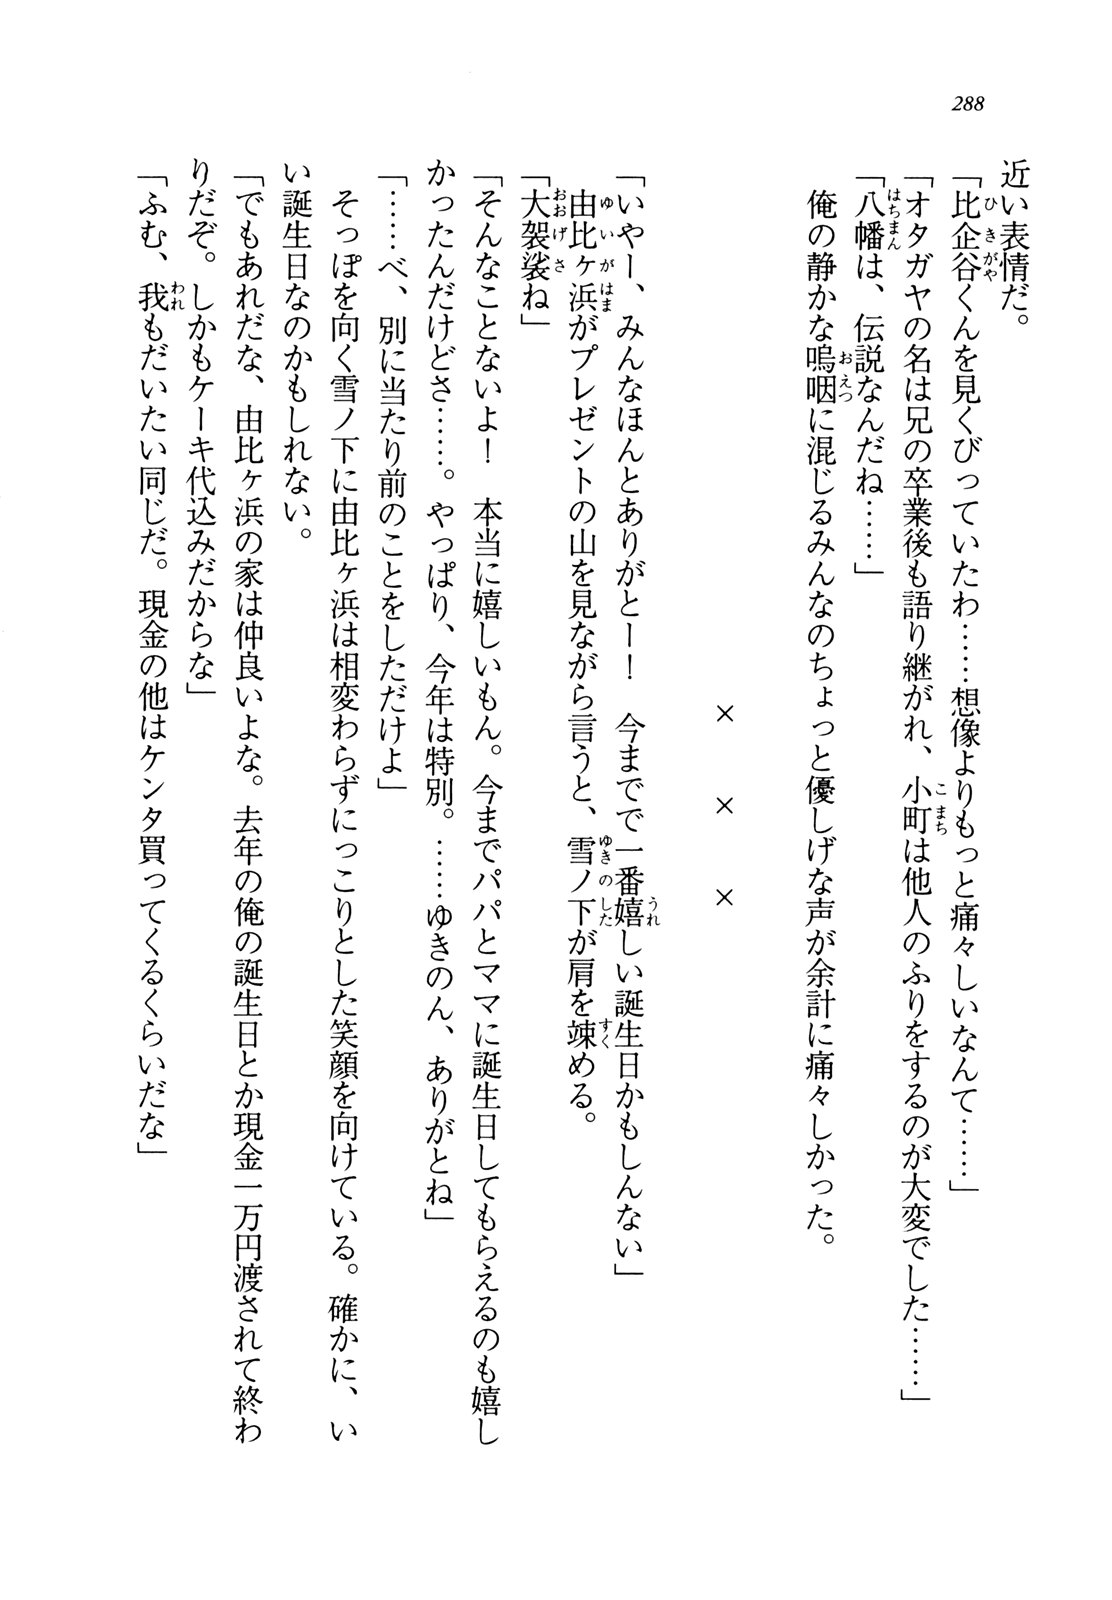 288
近い表情だ。
「比企谷くんを見くびっていたわ……想像よりもっと痛々しいなんて……」
「オタガヤの名は兄の卒業後も語り継がれ、小町は他人のふりをするのが大変でした……」
「八幡は、伝説なんだね……」
俺の静かな嗚咽に混じるみんなのちょっと優しげな声が余計に痛々しかった。
× × ×
「いやー、みんなほんとありがとー！　今までで一番嬉しい誕生日かもしんない」
由比ヶ浜がプレゼントの山を見ながら言うと、雪ノ下が肩を竦める。
「大袈裟ね」
「そんなことないよ！　本当に嬉しいもん。今までパパとママに誕生日してもらえるのも嬉し
かったんだけどさ……。やっぱり、今年は特別。……ゆきのん、ありがとね」
「……べ、別に当たり前のことをしただけよ」
そっぽを向く雪ノ下に由比ヶ浜は相変わらずにっこりとした笑顔を向けている。確かに、い
い誕生日なのかもしれない。
「でもあれだな、由比ヶ浜の家は仲良いよな。去年の俺の誕生日とか現金一万円渡されて終わ
りだぞ。しかもケーキ代込みだからな」
「ふむ、我もだいたい同じだ。現金の他はケンタ買ってくるくらいだな」